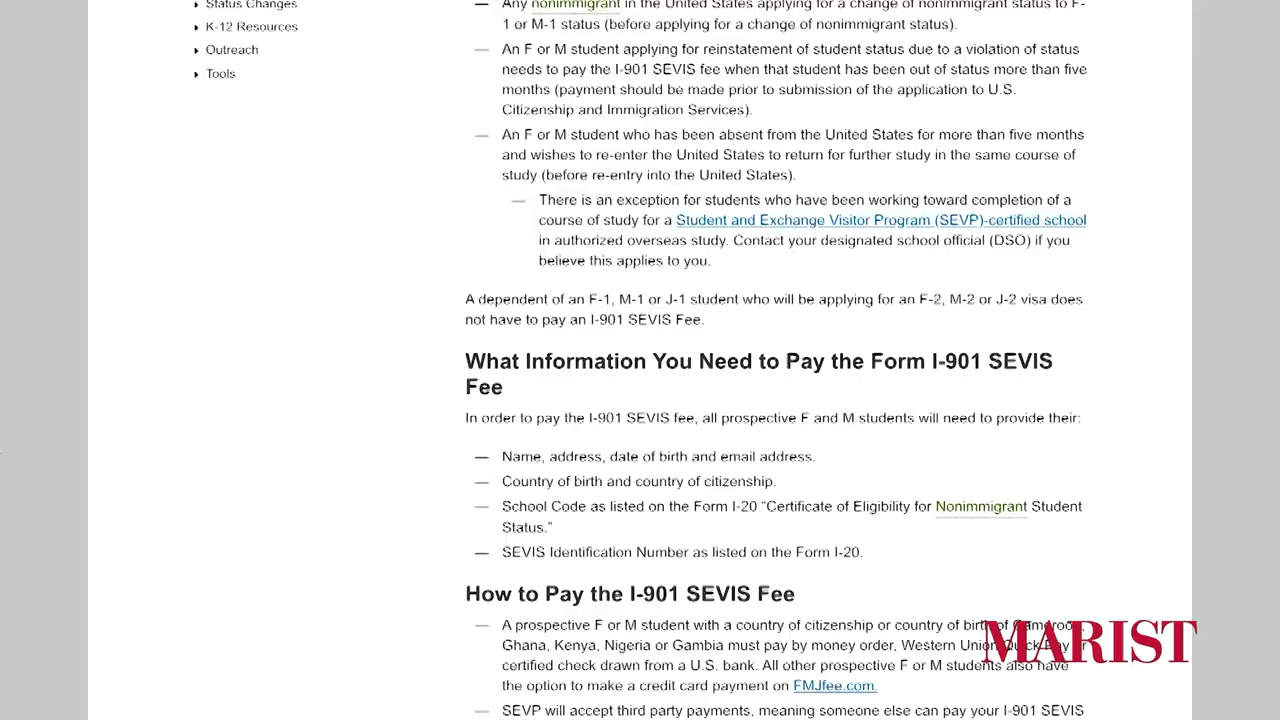 Status Changes
K-12 Resources
Outreach
Tools
Any nonimmigrant in the United States applying for a change of nonimmigrant status to F-
1 or M-1 status (before applying for a change of nonimmigrant status).
An F or M student applying for reinstatement of student status due to a violation of status
needs to pay the I-901 SEVIS fee when that student has been out of status more than five
months (payment should be made prior to submission of the application to U.S.
Citizenship and Immigration Services).
An F or M student who has been absent from the United States for more than five months
and wishes to re-enter the United States to return for further study in the same course of
study (before re-entry into the United States).
There is an exception for students who have been working toward completion of a
course of study for a Student and Exchange Visitor Program (SEVP)-certified school
in authorized overseas study. Contact your designated school official (DSO) if you
believe this applies to you.
A dependent of an F-1, M-1 or J-1 student who will be applying for an F-2, M-2 or J-2 visa does
not have to pay an I-901 SEVIS Fee.
What Information You Need to Pay the Form I-901 SEVIS
Fee
In order to pay the I-901 SEVIS fee, all prospective F and M students will need to provide their:
Name, address, date of birth and email address.
Country of birth and country of citizenship.
School Code as listed on the Form I-20 “Certificate of Eligibility for Nonimmigrant Student
Status.”
SEVIS Identification Number as listed on the Form I-20.
How to Pay the I-901 SEVIS Fee
A prospective F or M student with a country of citizenship or country of birth of Cameroon,
Ghana, Kenya, Nigeria or Gambia must pay by money order, Western Union Quick Pay or
certified check drawn from a U.S. bank. All other prospective F or M students also have
the option to make a credit card payment on FMJfee.com.
SEVP will accept third party payments, meaning someone else can pay your I-901 SEVIS
MARIST